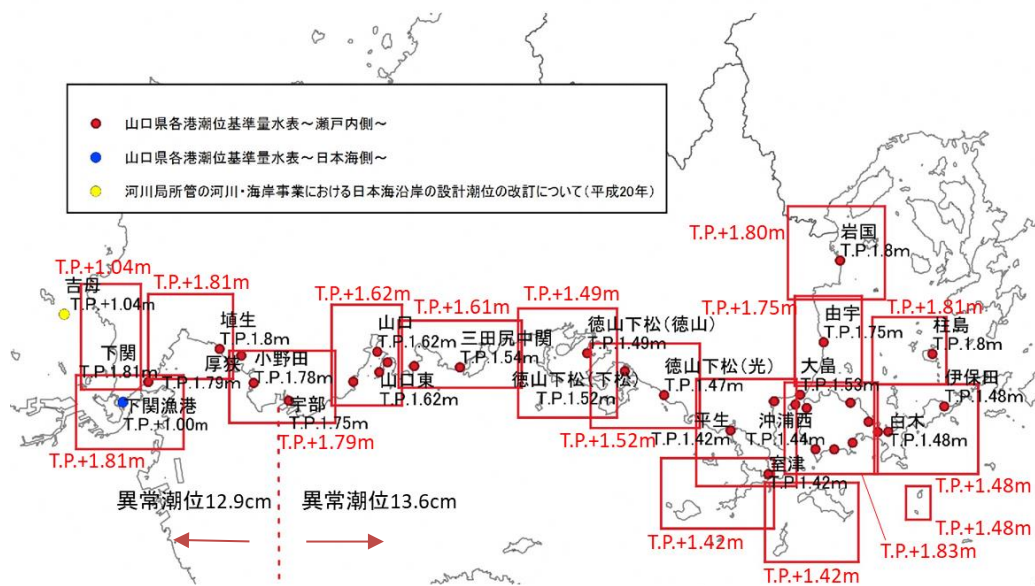 山口県各港潮位基準量水表~瀬戸内側~
山口県各港潮位基準量水表~日本海側~
河川局所管の河川・海岸事業における日本海沿岸の設計潮位の改訂について(平成20年)
T.P.+1.04m
吉母
T.P.+1.04m
下関
T.P.1.81m
下関漁港
T.P.+1.00m
T.P.+1.81m
T.P.+1.81m
埴生
T.P.1.8m
厚狭
T.P.1.79m
小野田
T.P.1.78m
宇部
T.P.1.75m
T.P.+1.79m
T.P.+1.62m
山口
T.P.1.62m
山口東
T.P.1.62m
T.P.+1.61m
三田尻中関
T.P.1.54m
T.P.+1.49m
徳山下松(徳山)
T.P.1.49m
徳山下松(下松)
T.P.1.52m
T.P.+1.52m
徳山下松(光)
T.P.1.47m
平生
T.P.1.42m
室津
T.P.1.42m
T.P.+1.42m
T.P.+1.42m
T.P.+1.80m
岩国
T.P.1.8m
T.P.+1.75m
由宇
T.P.1.75m
大畠
T.P.1.53m
沖浦西
T.P.1.44m
T.P.+1.81m
柱島
T.P.1.8m
伊保田
T.P.1.48m
白木
T.P.1.48m
T.P.+1.48m
T.P.+1.48m
T.P.+1.83m
異常潮位12.9cm
異常潮位13.6cm